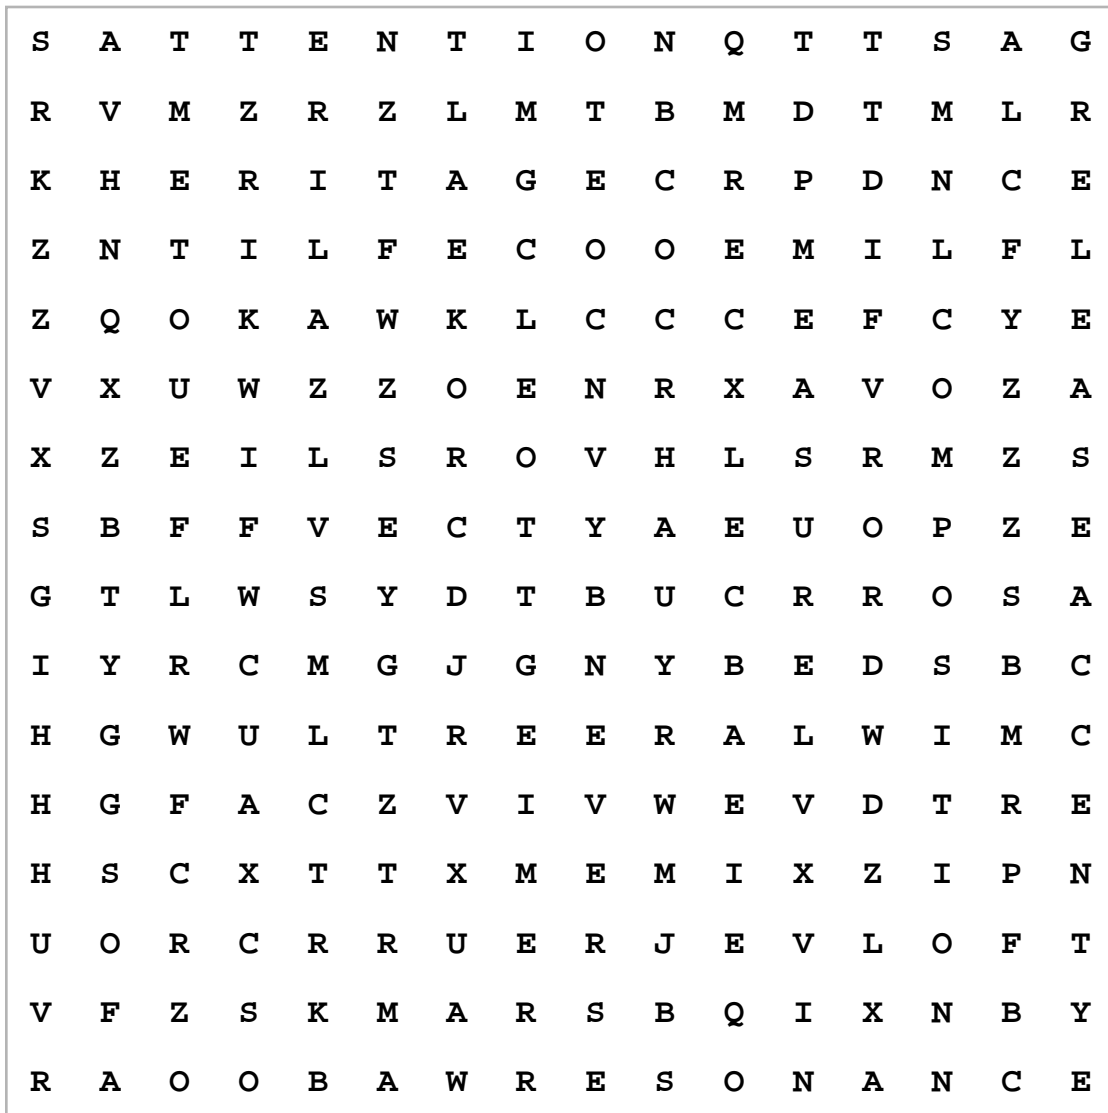 S A T T E N T I O N Q T T S A G
R V M Z R Z L M T B M D T M L R
K H E R I T A G E C R P D N C E
Z N T I L F E C O O E M I L F L
Z Q O K A W K L C C C E F C Y E
V X U W Z Z O E N R X A V O Z A
X Z E I L S R O V H L S R M Z S
S B F F V E C T Y A E U O P Z E
G T L W S Y D T B U C R R O S A
I Y R C M G J G N Y B E D S B C
H G W U L T R E E R A L W I M C
H G F A C Z V I V W E V D T R E
H S C X T T X M E M I X Z I P N
U O R C R R U E R J E V L O F T
V F Z S K M A R S B Q I X N B Y
R A O O B A W R E S O N A N C E